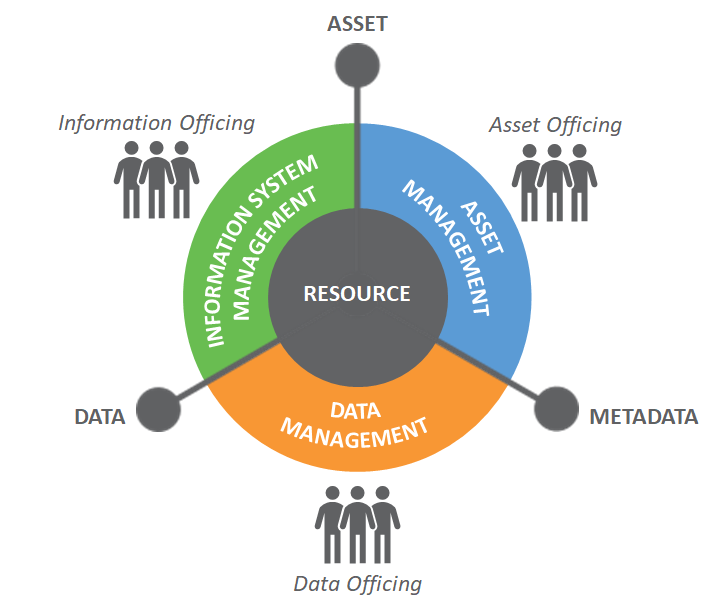 ASSET
Information Officing
Asset Officing
INFORMATION SYSTEM
MANAGEMENT
ASSET
MANAGEMENT
RESOURCE
DATA
METADATA
DATA
MANAGEMENT
Data Officing